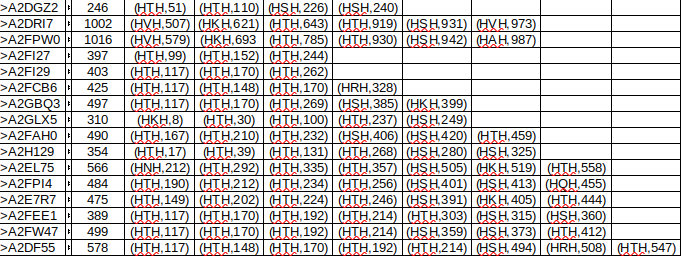 >A2DGZ2 246 (HTH,51) (HTH,110) (HSH,226) (HSH,240)
>A2DRI7 1002 (HVH,507) (HKH,621) (HTH,643) (HTH,919) (HSH,931) (HVH,973)
>A2FPW0 1016 (HVH,579) (HKH,693 (HTH,785) (HTH,930) (HSH,942) (HAH,987)
>A2FI27 397 (HTH,99) (HTH,152) (HTH,244)
>A2FI29 403 (HTH,117) (HTH,170) (HTH,262)
>A2FCB6 425 (HTH,117) (HTH,148) (HTH,170) (HRH,328)
>A2GBQ3 497 (HTH,117) (HTH,170) (HTH,269) (HSH,385) (HKH,399)
>A2GLX5 310 (HKH,8) (HTH,30) (HTH,100) (HTH,237) (HSH,249)
>A2FAH0 490 (HTH,167) (HTH,210) (HTH,232) (HSH,406) (HSH,420) (HTH,459)
>A2H129 354 (HTH,17) (HTH,39) (HTH,131) (HTH,268) (HSH,280) (HSH,325)
>A2EL75 566 (HNH,212) (HTH,292) (HTH,335) (HTH,357) (HSH,505) (HKH,519) (HTH,558)
>A2FPI4 484 (HTH,190) (HTH,212) (HTH,234) (HTH,256) (HSH,401) (HSH,413) (HQH,455)
>A2E7R7 475 (HTH,149) (HTH,202) (HTH,224) (HTH,246) (HSH,391) (HKH,405) (HTH,444)
>A2FEE1 389 (HTH,117) (HTH,170) (HTH,192) (HTH,214) (HTH,303) (HSH,315) (HSH,360)
>A2FW47 499 (HTH,117) (HTH,170) (HTH,192) (HTH,214) (HSH,359) (HSH,373) (HTH,412)
>A2DF55 578 (HTH,117) (HTH,148) (HTH,170) (HTH,192) (HTH,214) (HSH,494) (HRH,508) (HTH,547)